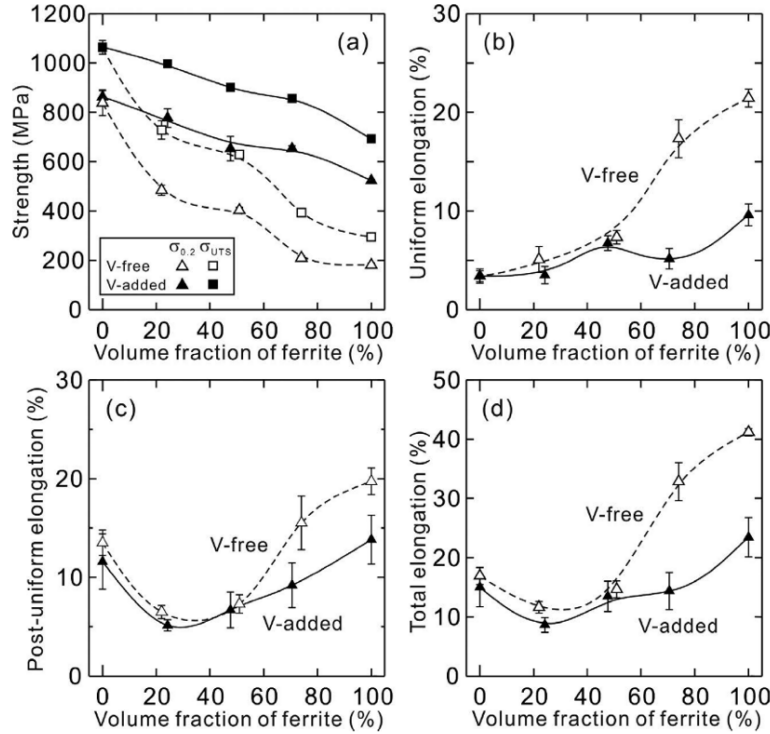 (a)
Strength (MPa)
1200
1000
800
600
400
200
0
σ0.2 σUTS
V-free
V-added
0 20 40 60 80 100
Volume fraction of ferrite (%)
(b)
Uniform elongation (%)
30
20
10
0
V-free
V-added
0 20 40 60 80 100
Volume fraction of ferrite (%)
(c)
Post-uniform elongation (%)
30
20
10
0
V-free
V-added
0 20 40 60 80 100
Volume fraction of ferrite (%)
(d)
Total elongation (%)
50
40
30
20
10
0
V-free
V-added
0 20 40 60 80 100
Volume fraction of ferrite (%)